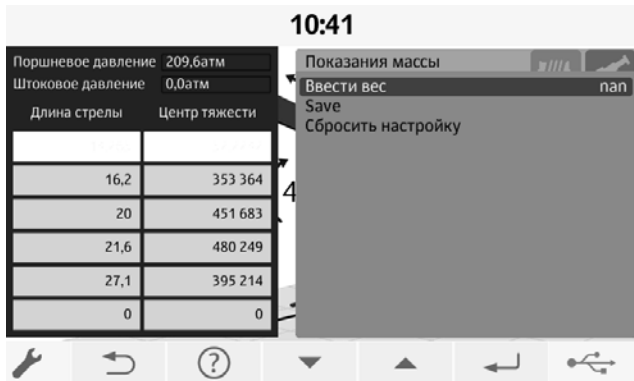 10:41
Поршневое давление 209,6атм
Штоковое давление 0,0атм
Длина стрелы Центр тяжести
16,2 353 364
20 451 683
21,6 480 249
27,1 395 214
0 0
4
Показания массы
Ввести вес nan
Save
Сбросить настройку
?